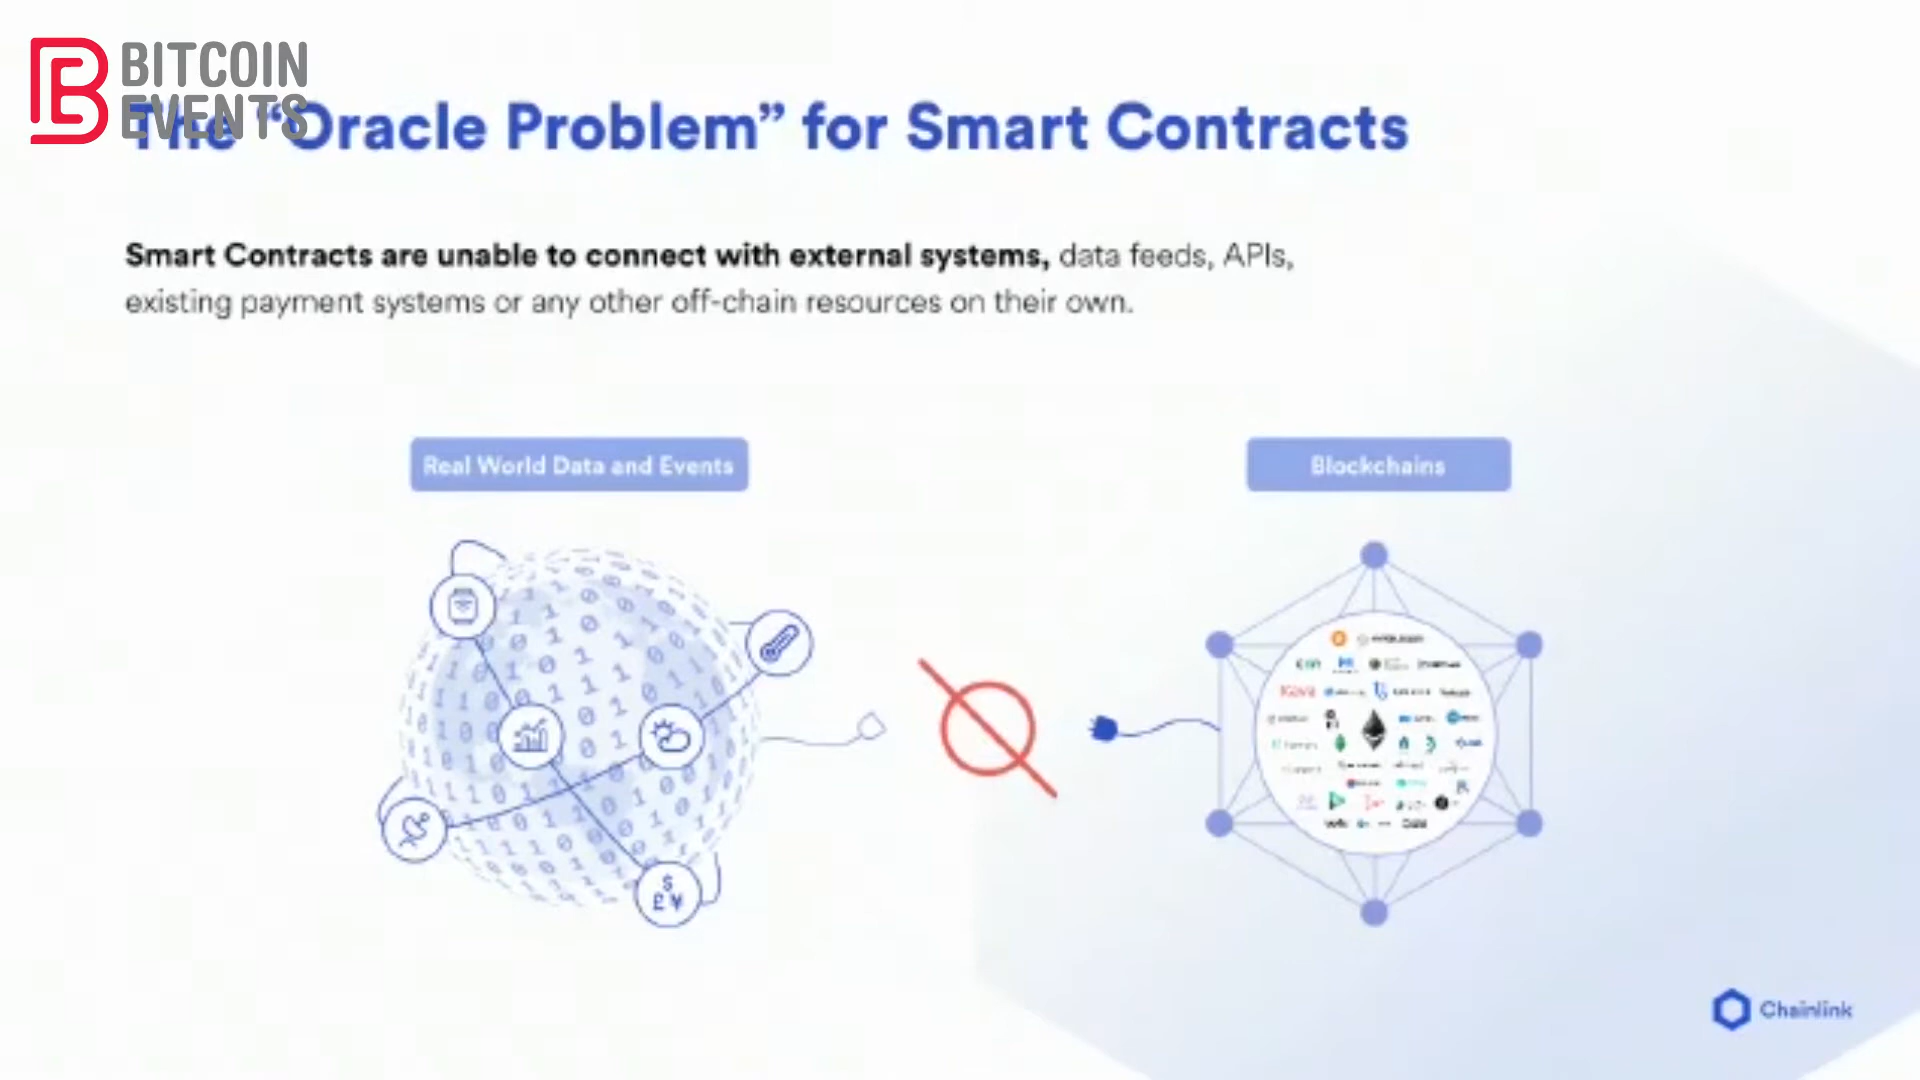 BITCOIN
EVENTS
The “Oracle Problem” for Smart Contracts
Smart Contracts are unable to connect with external systems, data feeds, APIs,
existing payment systems or any other off-chain resources on their own.
Real World Data and Events
Blockchains
Kava
$
£ ¥
Chainlink